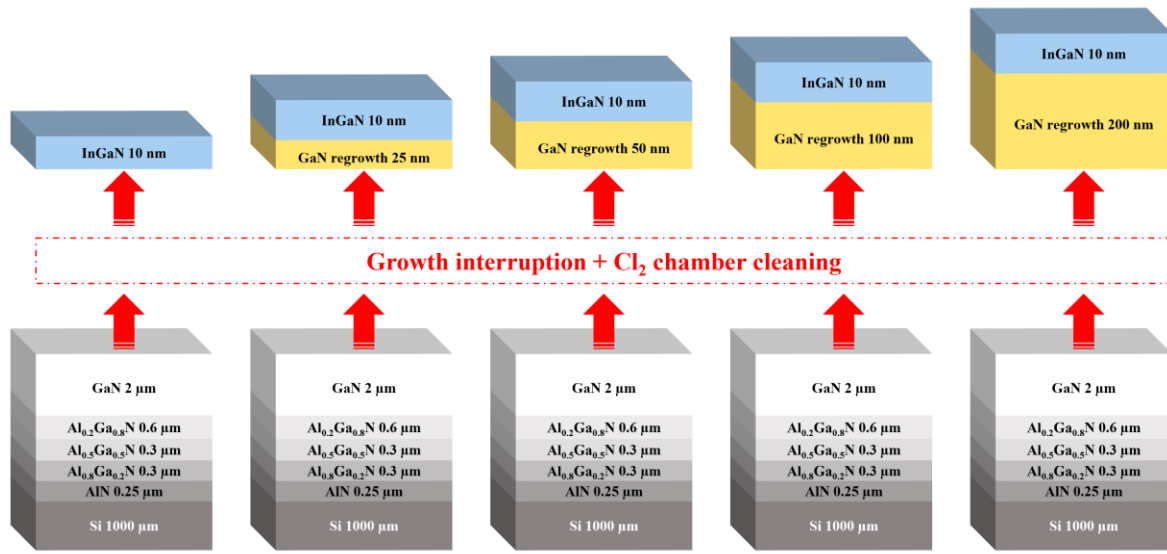 InGaN 10 nm
InGaN 10 nm
GaN regrowth 25 nm
InGaN 10 nm
GaN regrowth 50 nm
InGaN 10 nm
GaN regrowth 100 nm
InGaN 10 nm
GaN regrowth 200 nm
Growth interruption + Cl₂ chamber cleaning
GaN 2 µm
Al₀.₂Ga₀.₈N 0.6 µm
Al₀.₅Ga₀.₅N 0.3 µm
Al₀.₈Ga₀.₂N 0.3 µm
AlN 0.25 µm
Si 1000 µm
GaN 2 µm
Al₀.₂Ga₀.₈N 0.6 µm
Al₀.₅Ga₀.₅N 0.3 µm
Al₀.₈Ga₀.₂N 0.3 µm
AlN 0.25 µm
Si 1000 µm
GaN 2 µm
Al₀.₂Ga₀.₈N 0.6 µm
Al₀.₅Ga₀.₅N 0.3 µm
Al₀.₈Ga₀.₂N 0.3 µm
AlN 0.25 µm
Si 1000 µm
GaN 2 µm
Al₀.₂Ga₀.₈N 0.6 µm
Al₀.₅Ga₀.₅N 0.3 µm
Al₀.₈Ga₀.₂N 0.3 µm
AlN 0.25 µm
Si 1000 µm
GaN 2 µm
Al₀.₂Ga₀.₈N 0.6 µm
Al₀.₅Ga₀.₅N 0.3 µm
Al₀.₈Ga₀.₂N 0.3 µm
AlN 0.25 µm
Si 1000 µm